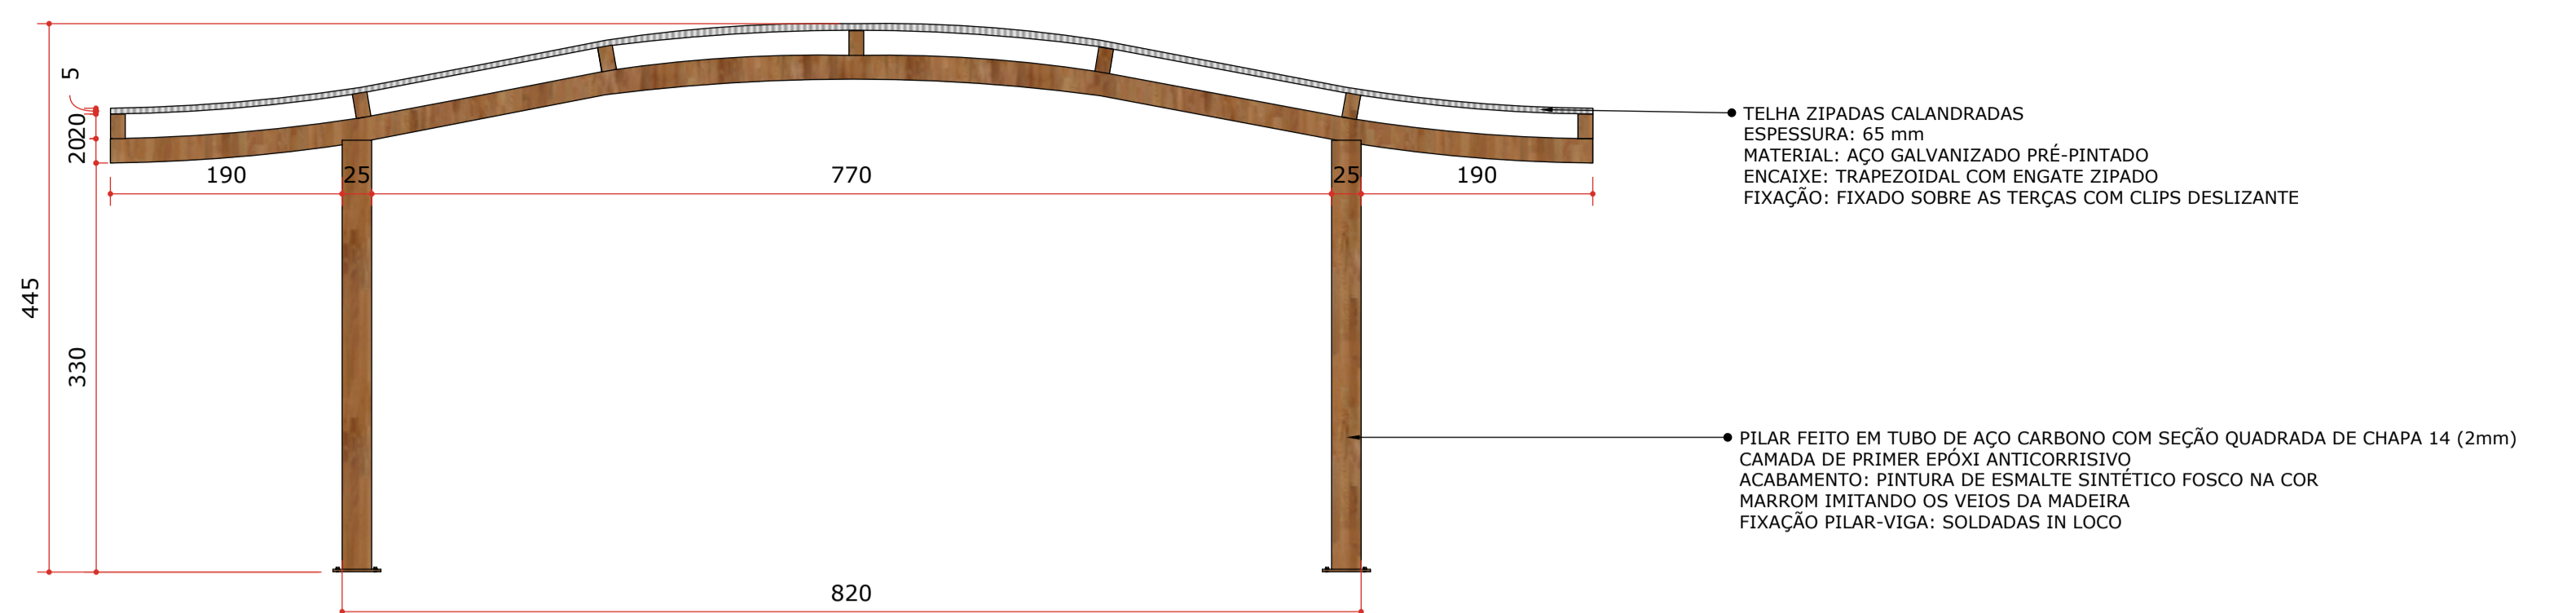 5
20
20
190
25
770
25
190
445
330
820
TELHA ZIPADAS CALANDRADAS
ESPESSURA: 65 mm
MATERIAL: AÇO GALVANIZADO PRÉ-PINTADO
ENCAIXE: TRAPEZOIDAL COM ENGATE ZIPADO
FIXAÇÃO: FIXADO SOBRE AS TERÇAS COM CLIPS DESLIZANTE
PILAR FEITO EM TUBO DE AÇO CARBONO COM SEÇÃO QUADRADA DE CHAPA 14 (2mm)
CAMADA DE PRIMER EPÓXI ANTICORRISIVO
ACABAMENTO: PINTURA DE ESMALTE SINTÉTICO FOSCO NA COR
MARROM IMITANDO OS VEIOS DA MADEIRA
FIXAÇÃO PILAR-VIGA: SOLDADAS IN LOCO